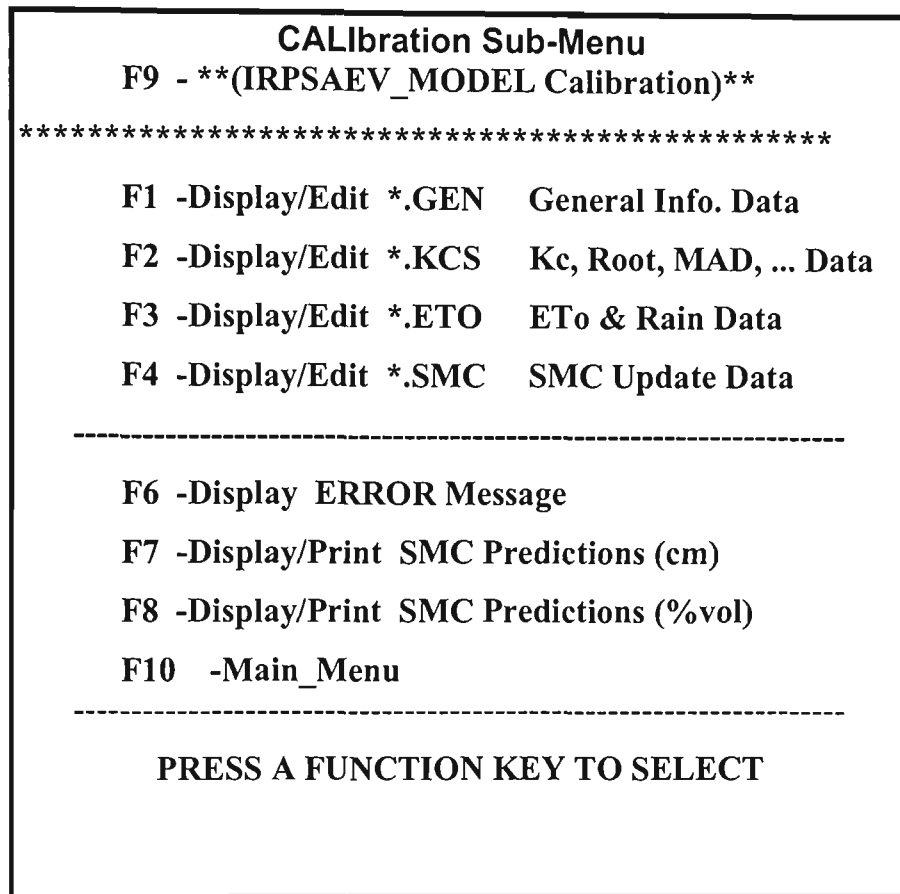 CALIbration Sub-Menu
F9 - **(IRPSAEV_MODEL Calibration)**
************************************************
F1 -Display/Edit *.GEN General Info. Data
F2 -Display/Edit *.KCS Kc, Root, MAD, ... Data
F3 -Display/Edit *.ETO ETo & Rain Data
F4 -Display/Edit *.SMC SMC Update Data
------------------------------------------------------
F6 -Display ERROR Message
F7 -Display/Print SMC Predictions (cm)
F8 -Display/Print SMC Predictions (%vol)
F10 -Main_Menu
------------------------------------------------------
PRESS A FUNCTION KEY TO SELECT